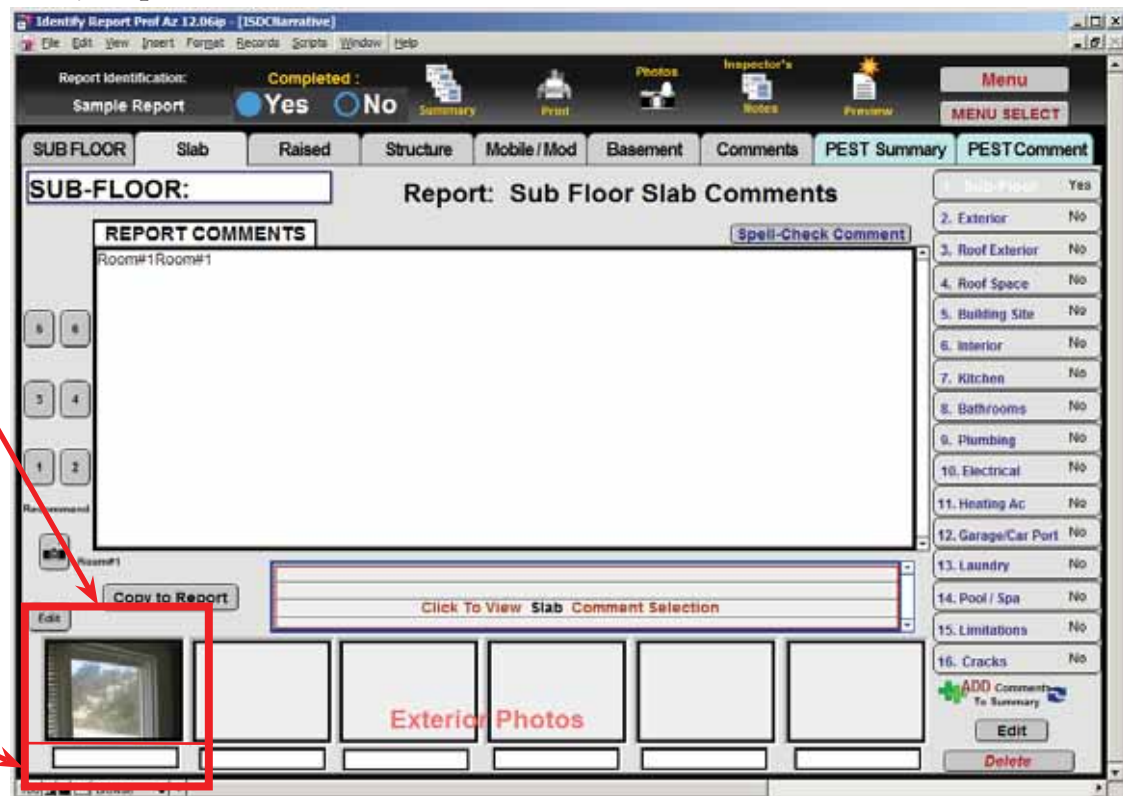 Identify Report Prof Az 12.06ip - [ISDCNarrative]
File Edit View Insert Format Records Scripts Window Help
Report Identification:
Sample Report
Completed :
Yes No
Summary
Print
Photos
Inspector's
Notes
Preview
Menu
MENU SELECT
SUB FLOOR Slab Raised Structure Mobile / Mod Basement Comments PEST Summary PEST Comment
SUB-FLOOR:
Report: Sub Floor Slab Comments
REPORT COMMENTS
Spell-Check Comment
Room#1Room#1
5 6
3 4
1 2
Recommend
Room#1
Copy to Report
Edit
Click To View Slab Comment Selection
Exterior Photos
1. Sub-Floor Yes
2. Exterior No
3. Roof Exterior No
4. Roof Space No
5. Building Site No
6. Interior No
7. Kitchen No
8. Bathrooms No
9. Plumbing No
10. Electrical No
11. Heating Ac No
12. Garage/Car Port No
13. Laundry No
14. Pool / Spa No
15. Limitations No
16. Cracks No
ADD Comments
To Summary
Edit
Delete
Browse